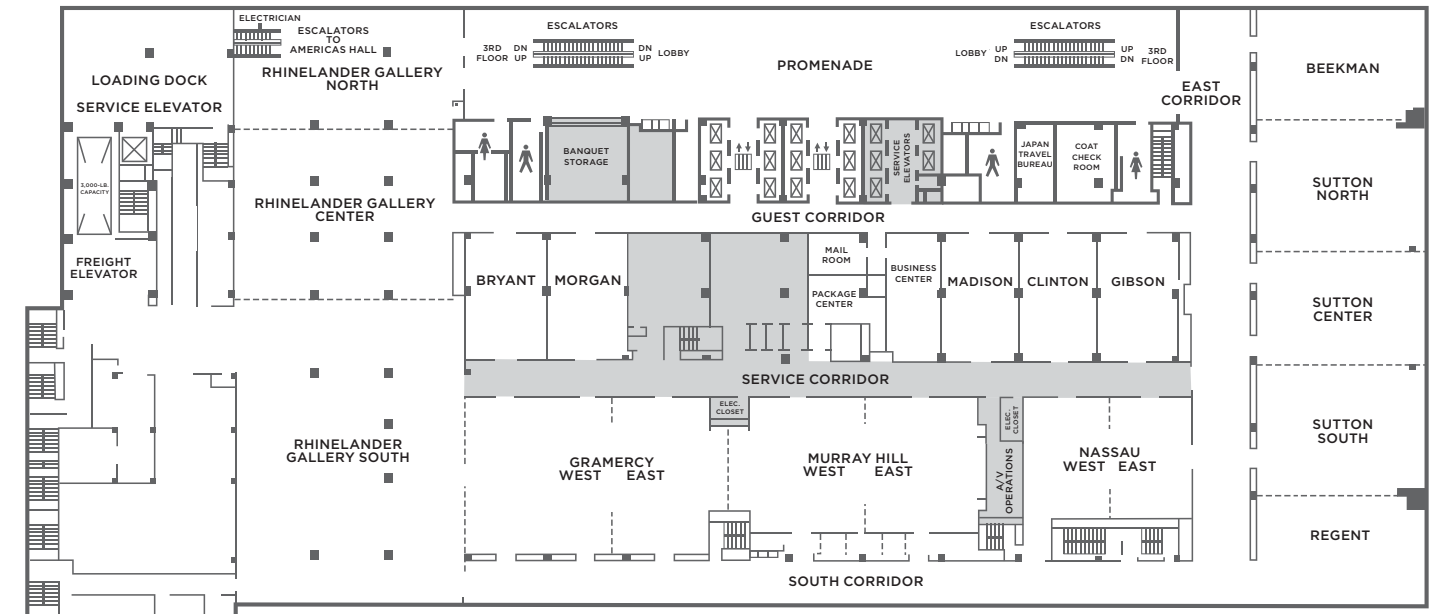 ELECTRICIAN
ESCALATORS
TO
AMERICAS HALL
LOADING DOCK
SERVICE ELEVATOR
3,000-LB.
CAPACITY
FREIGHT
ELEVATOR
RHINELANDER GALLERY
NORTH
RHINELANDER GALLERY
CENTER
RHINELANDER
GALLERY SOUTH
ESCALATORS
3RD
FLOOR
DN
UP
DN
UP
LOBBY
PROMENADE
ESCALATORS
LOBBY
UP
DN
UP
DN
3RD
FLOOR
EAST
CORRIDOR
BANQUET
STORAGE
SERVICE
ELEVATORS
JAPAN
TRAVEL
BUREAU
COAT
CHECK
ROOM
GUEST CORRIDOR
BRYANT
MORGAN
MAIL
ROOM
PACKAGE
CENTER
BUSINESS
CENTER
MADISON
CLINTON
GIBSON
SERVICE CORRIDOR
ELEC.
CLOSET
GRAMERCY
WEST EAST
MURRAY HILL
WEST EAST
ELEC.
CLOSET
A/V
OPERATIONS
NASSAU
WEST EAST
SOUTH CORRIDOR
BEEKMAN
SUTTON
NORTH
SUTTON
CENTER
SUTTON
SOUTH
REGENT